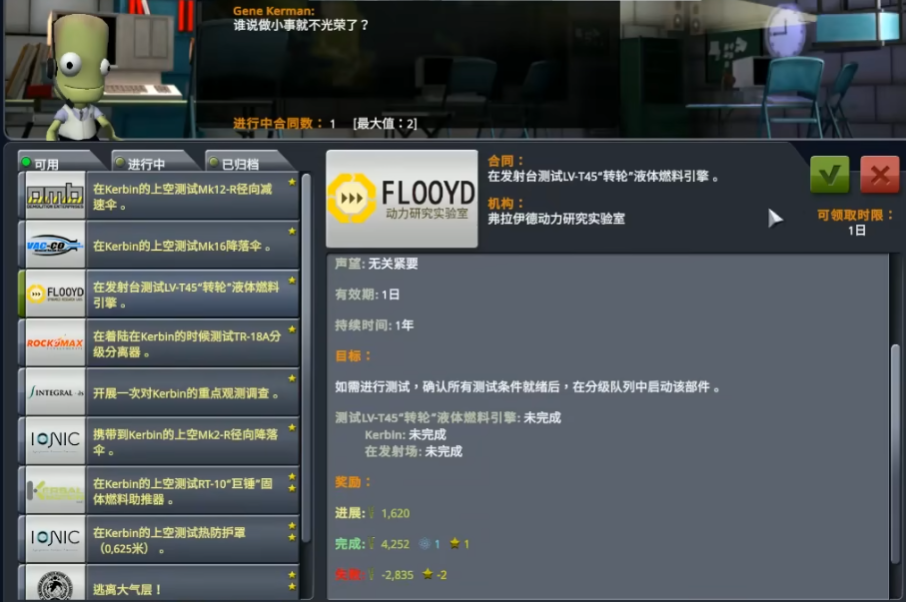 Gene Kerman:
谁说做小事就不光荣了？
进行中合同数： 1 [最大值：2]
可用
进行中
已归档
在Kerbin的上空测试Mk12-R径向减
速伞 。
VAC-CO
在Kerbin的上空测试Mk16降落伞 。
FLOOYD
在发射台测试LV-T45“转轮”液体燃料
引擎 。
ROCKOMAX
在着陆在Kerbin的时候测试TR-18A分
级分离器 。
INTEGRAL
开展一次对Kerbin的重点观测调查 。
IONIC
携带到Kerbin的上空Mk2-R径向降落
伞 。
在Kerbin的上空测试RT-10“巨锤”固
体燃料助推器 。
IONIC
在Kerbin的上空测试热防护罩
（0,625米） 。
逃离大气层！
FLOOYD
动力研究实验室
合同：
在发射台测试LV-T45“转轮”液体燃料引擎 。
机构：
弗拉伊德动力研究实验室
可领取时限：
1日
声望: 无关紧要
有效期: 1日
持续时间: 1年
目标：
如需进行测试，确认所有测试条件就绪后，在分级队列中启动该部件 。
测试LV-T45“转轮”液体燃料引擎: 未完成
Kerbin: 未完成
在发射场: 未完成
奖励：
进展: 1,620
完成: 4,252 1 1
失败: -2,835 -2